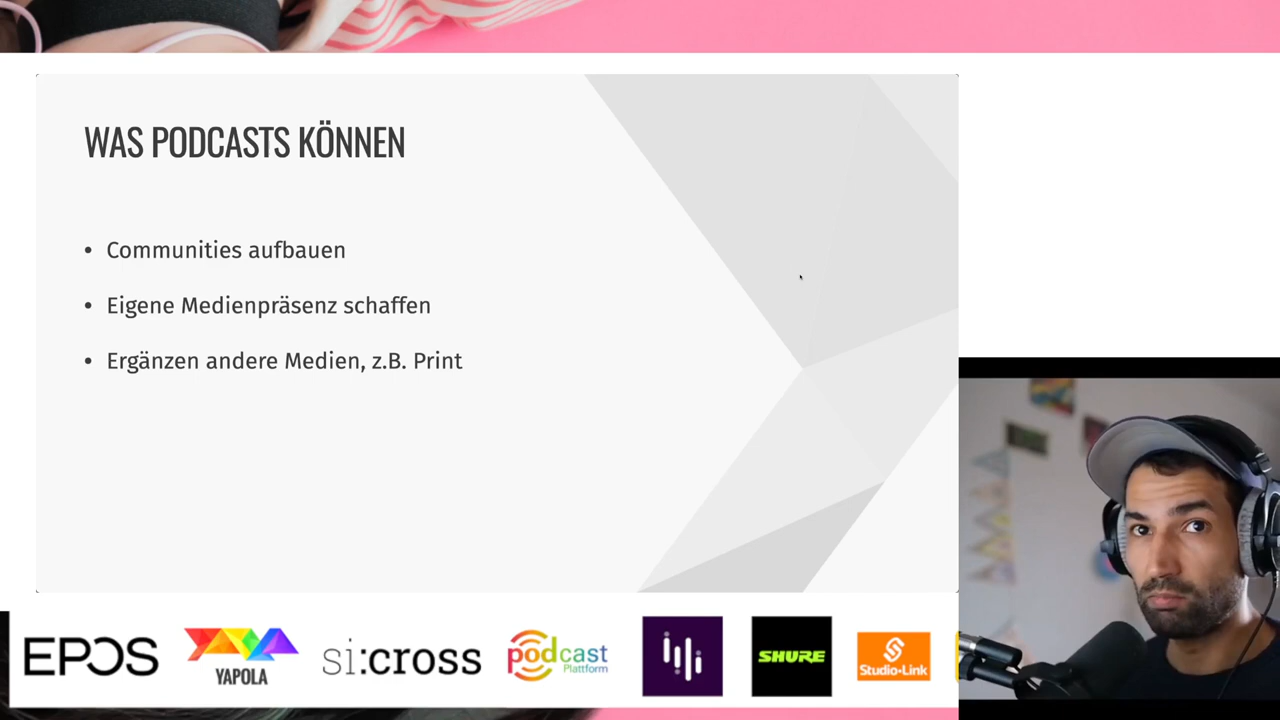 WAS PODCASTS KÖNNEN
• Communities aufbauen
• Eigene Medienpräsenz schaffen
• Ergänzen andere Medien, z.B. Print
EPOS
YAPOLA
si:cross
podcast
Plattform
SHURE
Studio-Link